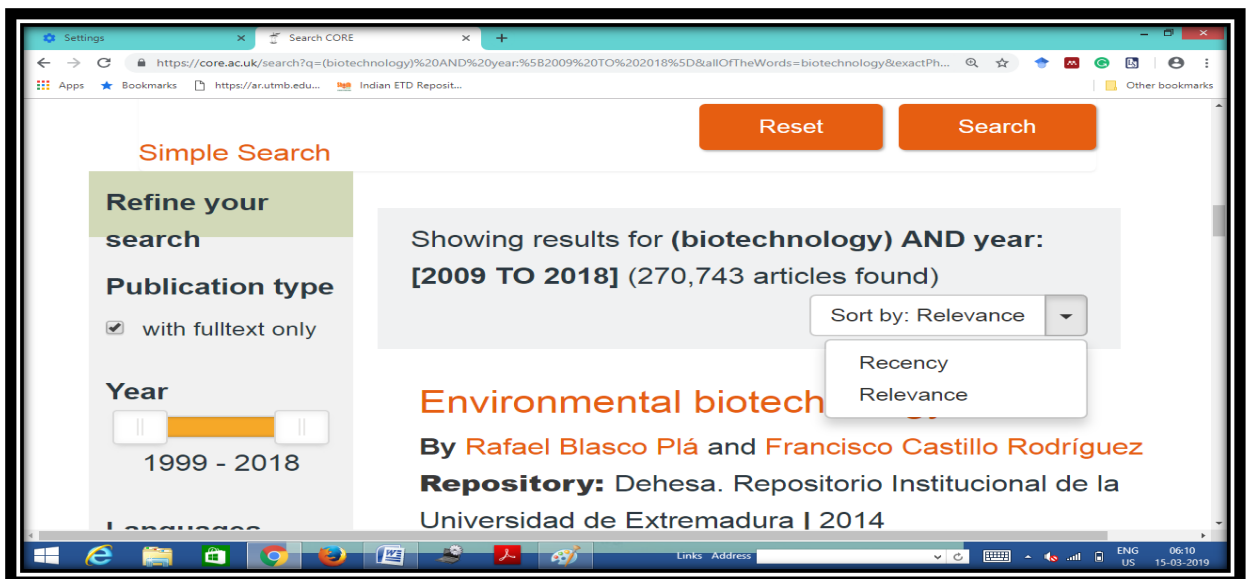 Settings
Search CORE
https://core.ac.uk/search?q=(biotechnology)%20AND%20year:%5B2009%20TO%202018%5D&allOfTheWords=biotechnology&exactPh...
Apps
Bookmarks
https://ar.utmb.edu...
Indian ETD Reposit...
Other bookmarks
Reset
Search
Simple Search
Refine your
search
Publication type
with fulltext only
Year
1999 - 2018
Languages
Showing results for (biotechnology) AND year:
[2009 TO 2018] (270,743 articles found)
Sort by: Relevance
Recency
Relevance
Environmental biotech
By Rafael Blasco Plá and Francisco Castillo Rodríguez
Repository: Dehesa. Repositorio Institucional de la
Universidad de Extremadura | 2014
Links Address
ENG
US
06:10
15-03-2019